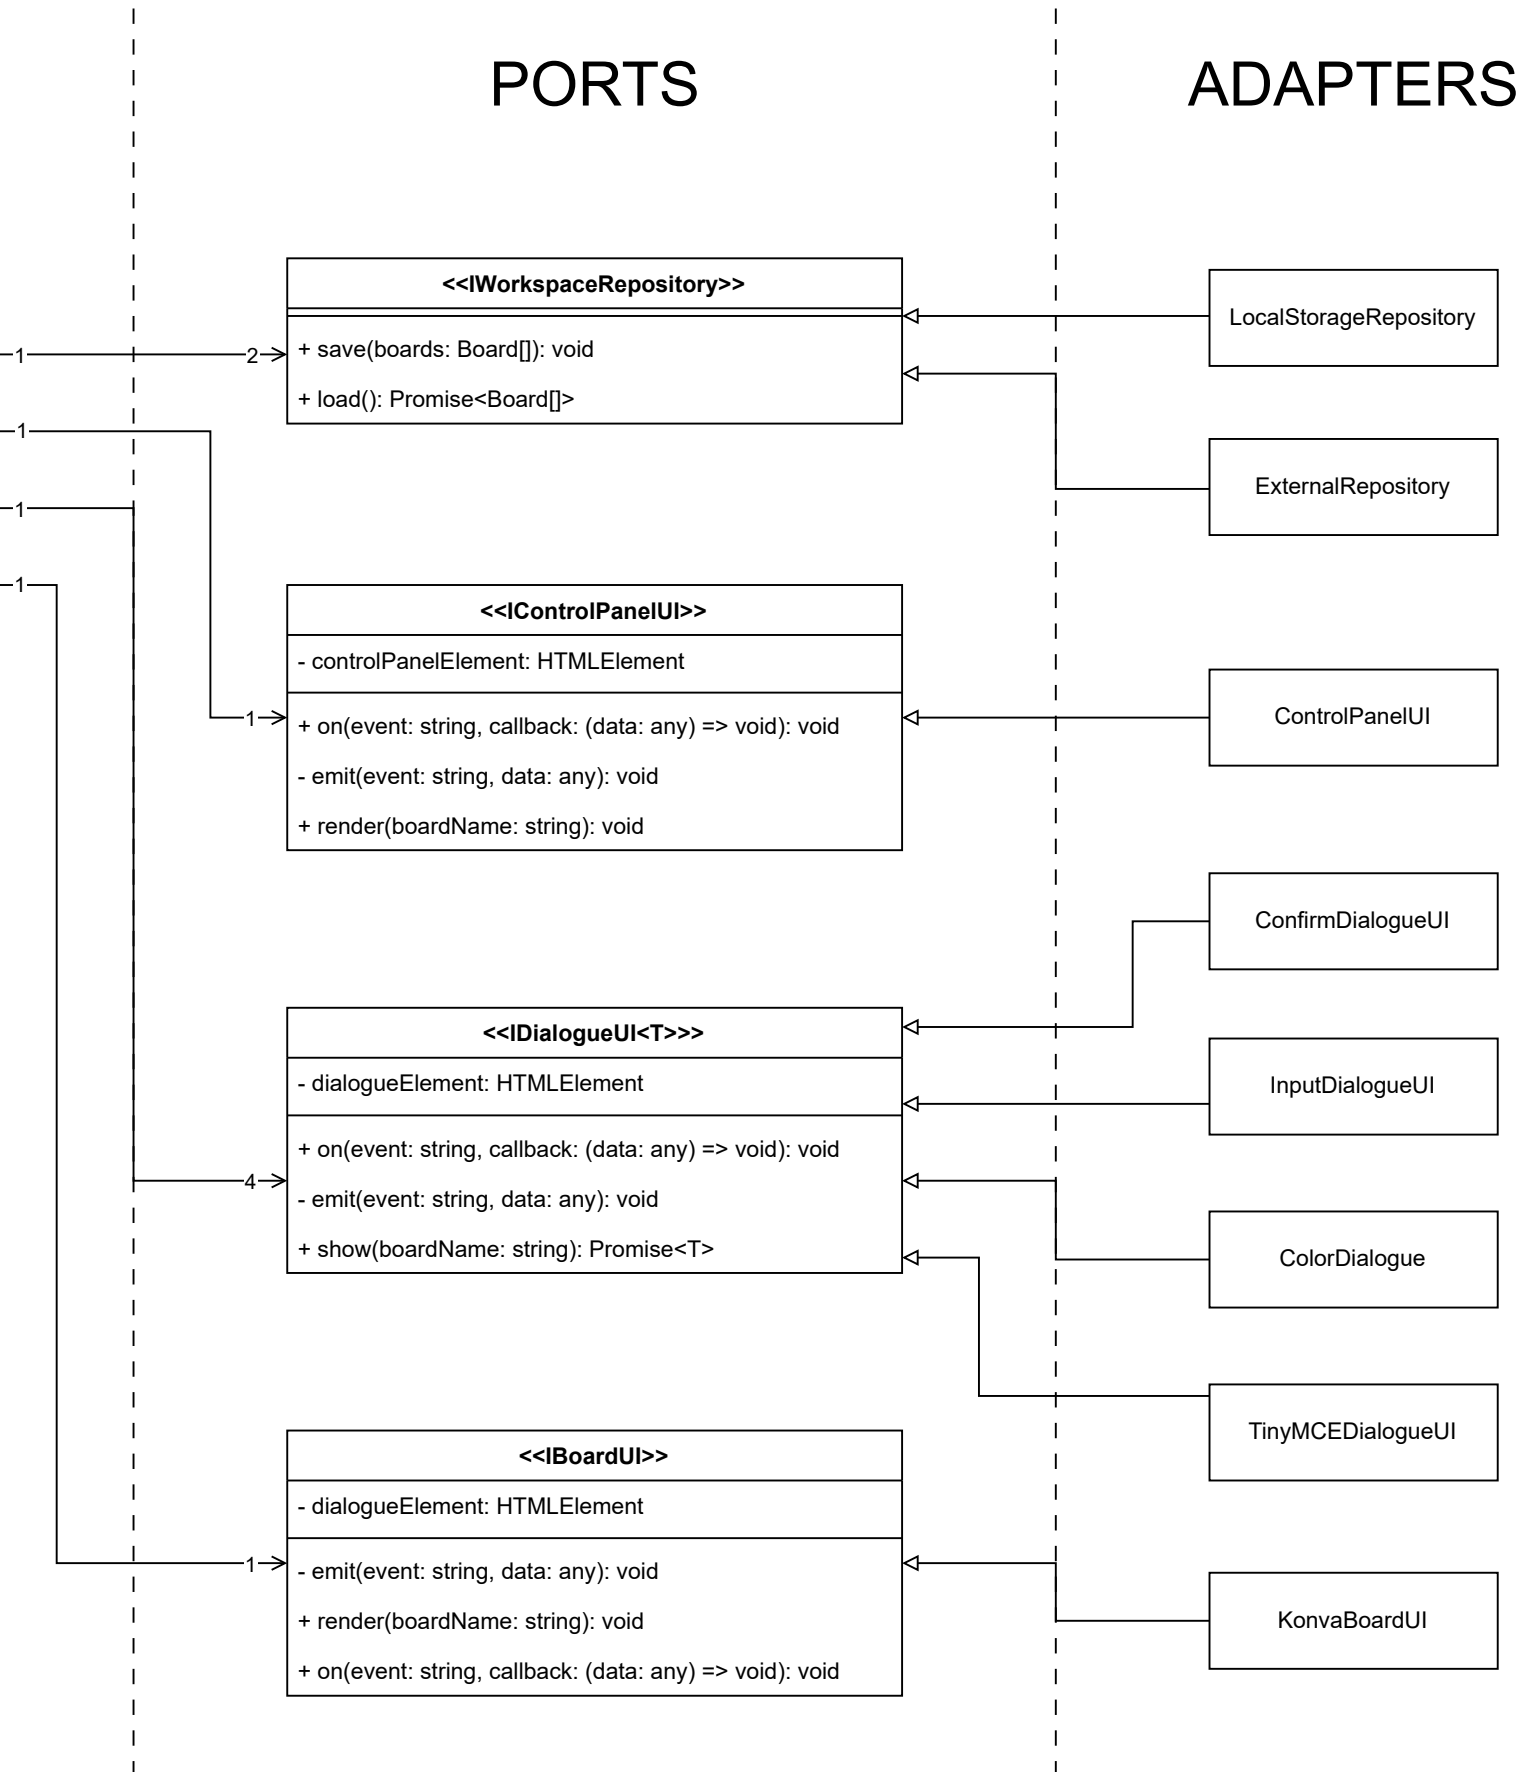 PORTS
ADAPTERS
<<IWorkspaceRepository>>
+ save(boards: Board[]): void
+ load(): Promise<Board[]>
1
2
LocalStorageRepository
ExternalRepository
1
1
1
<<IControlPanelUI>>
- controlPanelElement: HTMLElement
+ on(event: string, callback: (data: any) => void): void
- emit(event: string, data: any): void
+ render(boardName: string): void
1
ControlPanelUI
ConfirmDialogueUI
<<IDialogueUI<T>>>
- dialogueElement: HTMLElement
+ on(event: string, callback: (data: any) => void): void
- emit(event: string, data: any): void
+ show(boardName: string): Promise<T>
4
InputDialogueUI
ColorDialogue
TinyMCEDialogueUI
<<IBoardUI>>
- dialogueElement: HTMLElement
- emit(event: string, data: any): void
+ render(boardName: string): void
+ on(event: string, callback: (data: any) => void): void
1
KonvaBoardUI